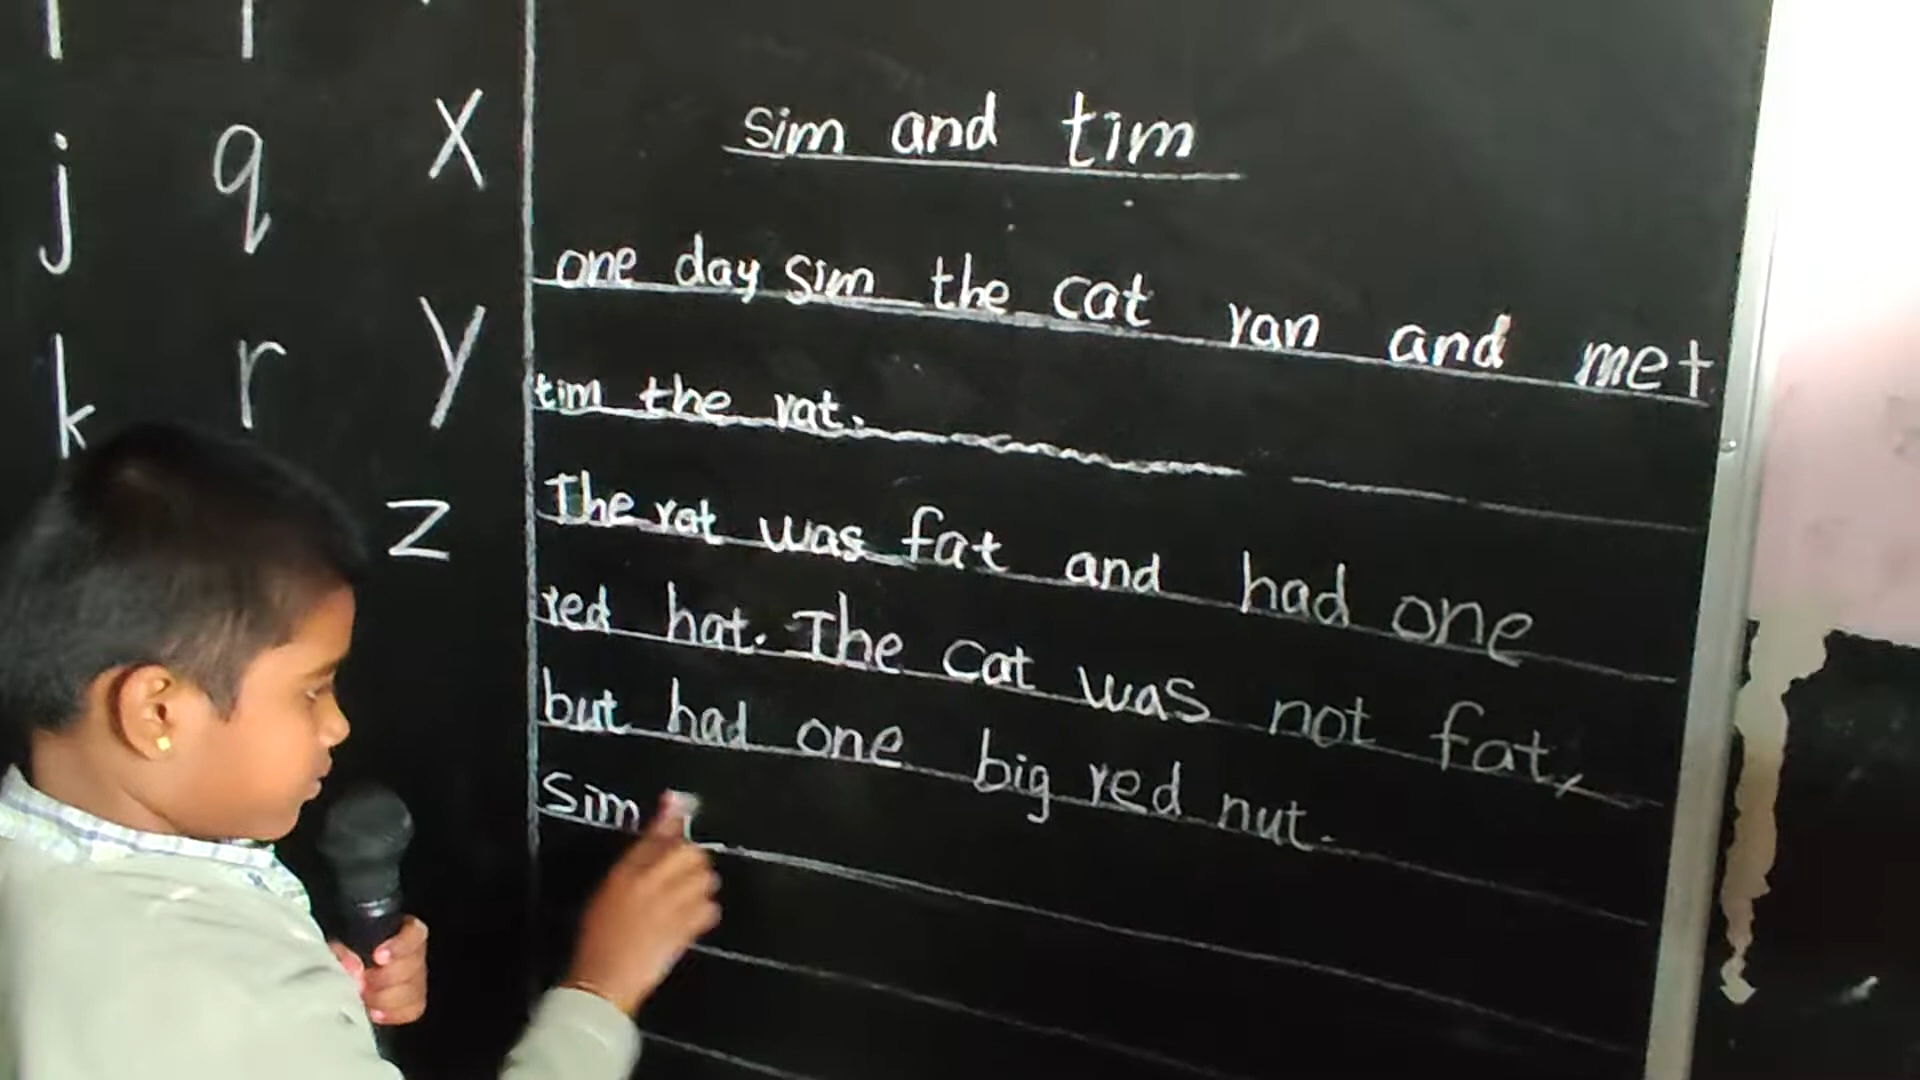 j q x
k r y
z
sim and tim
one day sim the cat ran and met
tim the rat.
The rat was fat and had one
red hat. The cat was not fat,
but had one big red nut.
Sim